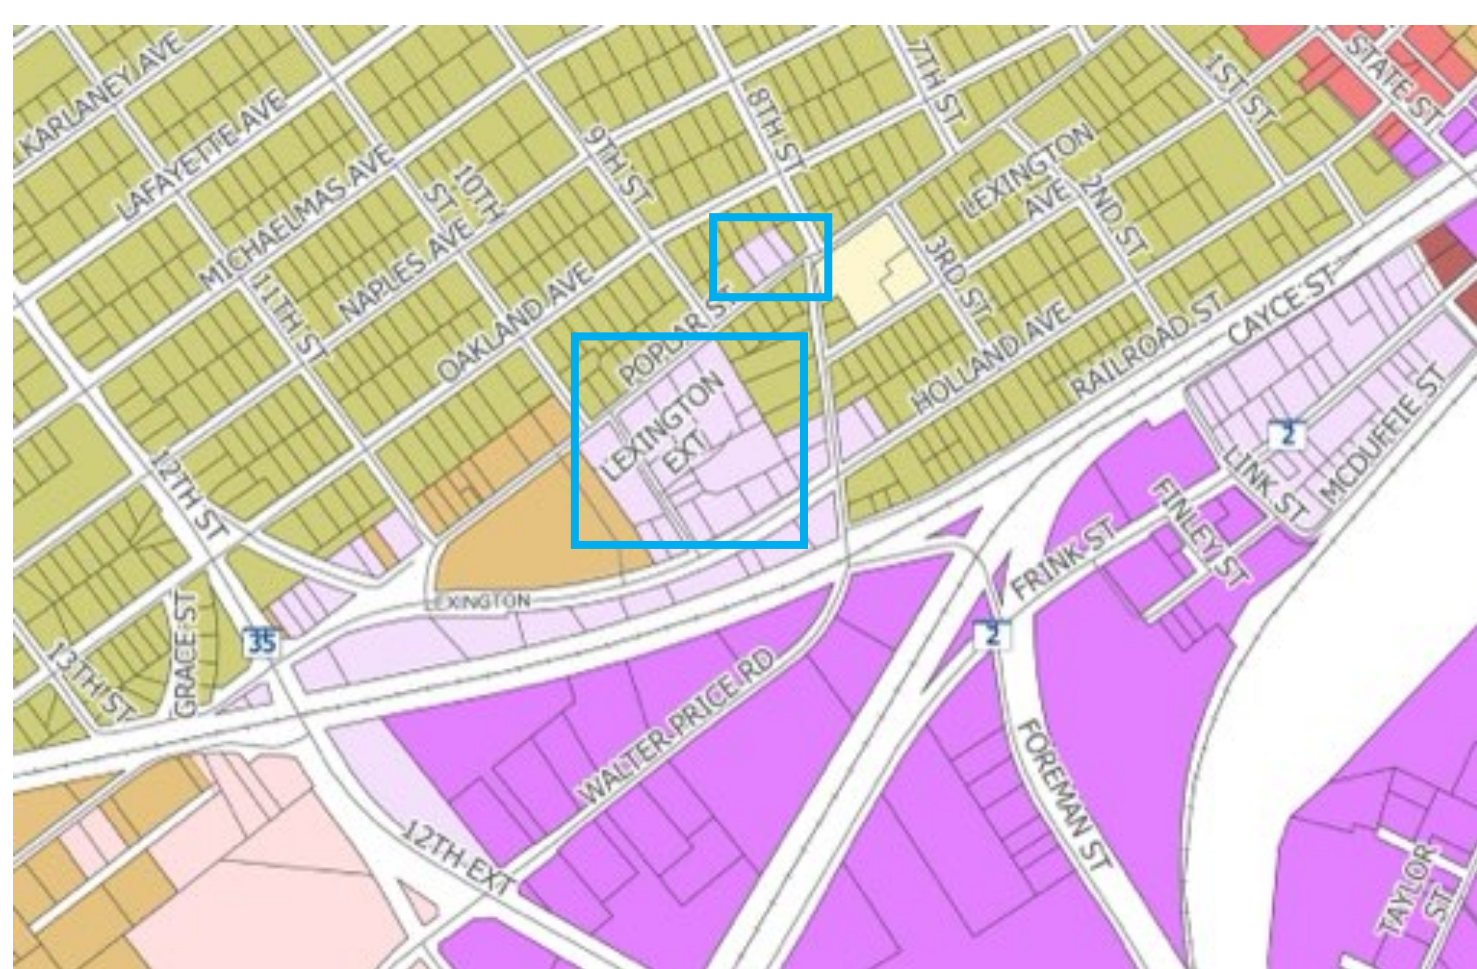 KARLANEY AVE
LAFAYETTE AVE
MICHAELMAS AVE
NAPLES AVE
OAKLAND AVE
POPLAR ST
10TH
ST
9TH ST
8TH ST
7TH ST
1ST ST
STATE ST
LEXINGTON
AVE
2ND ST
3RD ST
HOLLAND AVE
RAILROAD ST
CAYCE ST
11TH ST
12TH ST
13TH ST
GRACE ST
35
LEXINGTON
LEXINGTON
EXT
2
LINK ST
MCDUFFIE ST
FINLEY ST
FRINK ST
2
WALTER PRICE RD
FOREMAN ST
12TH EXT
TAYLOR
ST